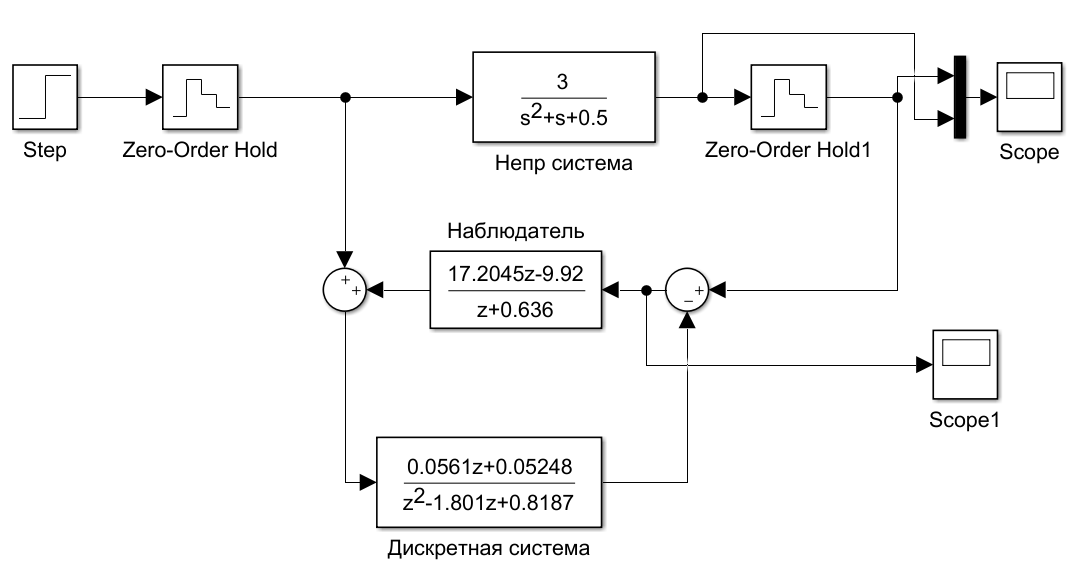 Step
Zero-Order Hold
3
s2+s+0.5
Непр система
Zero-Order Hold1
Scope
Наблюдатель
17.2045z-9.92
z+0.636
+
+
+
−
Scope1
0.0561z+0.05248
z2-1.801z+0.8187
Дискретная система